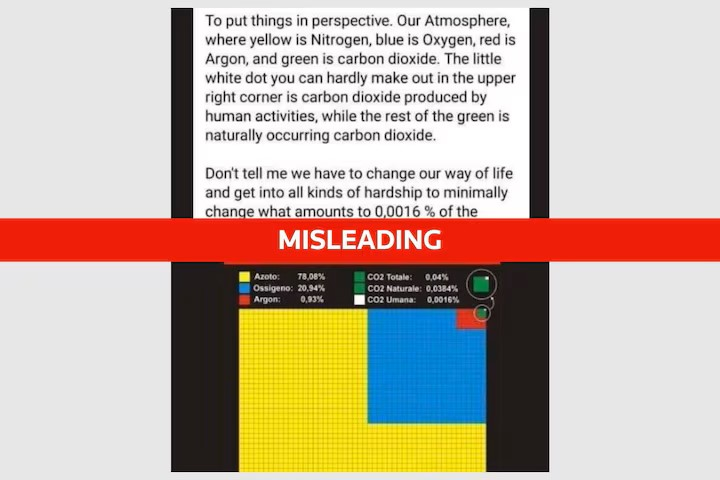 To put things in perspective. Our Atmosphere,
where yellow is Nitrogen, blue is Oxygen, red is
Argon, and green is carbon dioxide. The little
white dot you can hardly make out in the upper
right corner is carbon dioxide produced by
human activities, while the rest of the green is
naturally occurring carbon dioxide.
Don't tell me we have to change our way of life
and get into all kinds of hardship to minimally
change what amounts to 0,0016 % of the
MISLEADING
Azoto: 78,08% CO2 Totale: 0,04%
Ossigeno: 20,94% CO2 Naturale: 0,0384%
Argon: 0,93% CO2 Umana: 0,0016%